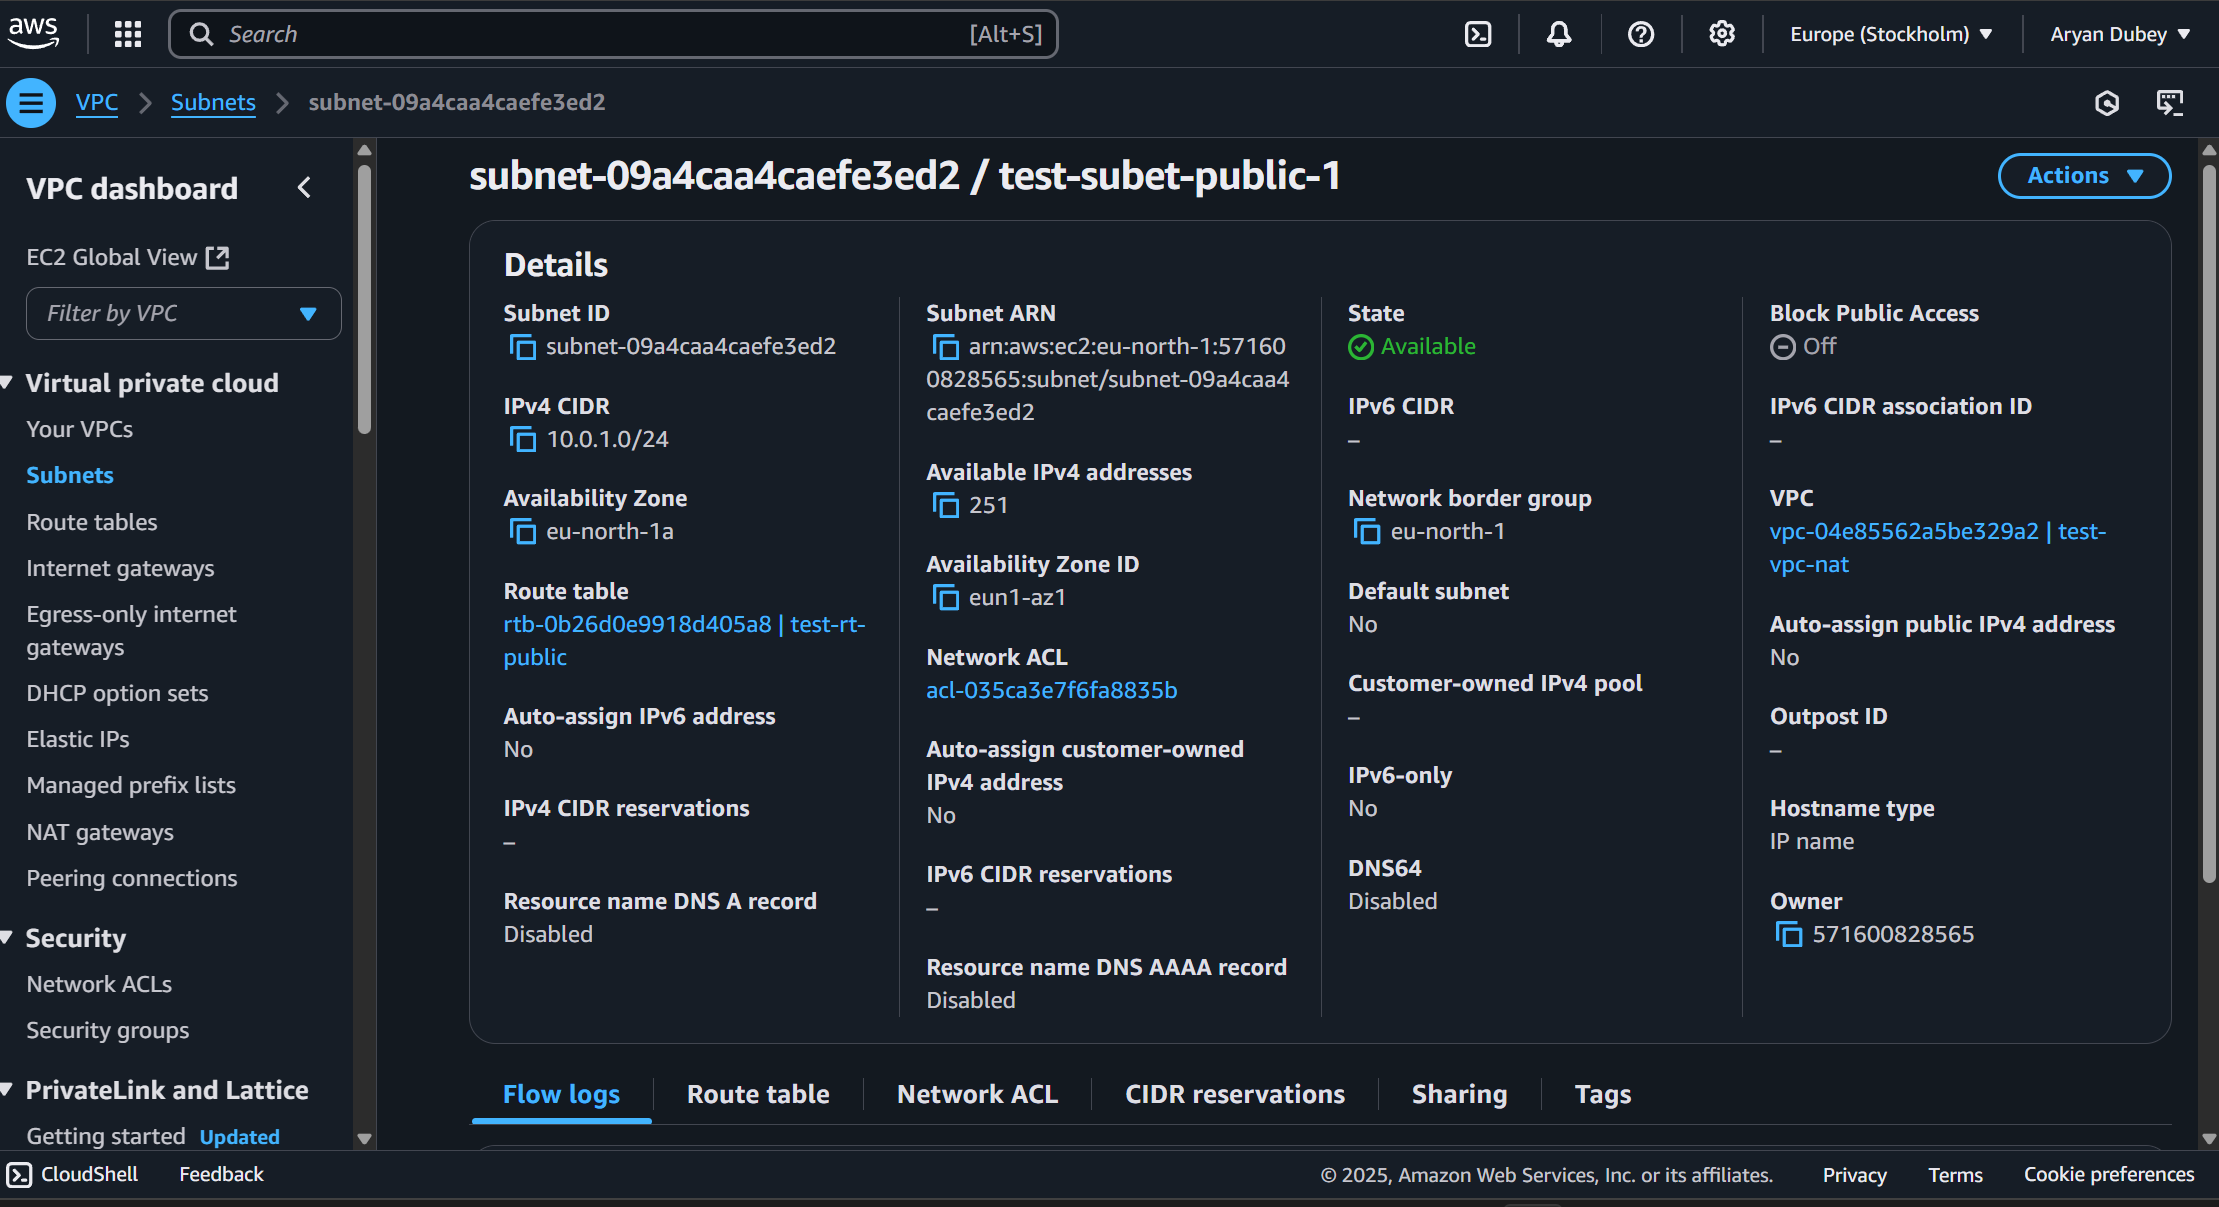 aws
Search [Alt+S]
Europe (Stockholm)
Aryan Dubey
VPC
Subnets
subnet-09a4caa4caefe3ed2
VPC dashboard
EC2 Global View
Filter by VPC
Virtual private cloud
Your VPCs
Subnets
Route tables
Internet gateways
Egress-only internet
gateways
DHCP option sets
Elastic IPs
Managed prefix lists
NAT gateways
Peering connections
Security
Network ACLs
Security groups
PrivateLink and Lattice
Getting started Updated
subnet-09a4caa4caefe3ed2 / test-subet-public-1
Actions
Details
Subnet ID
subnet-09a4caa4caefe3ed2
IPv4 CIDR
10.0.1.0/24
Availability Zone
eu-north-1a
Route table
rtb-0b26d0e9918d405a8 | test-rt-
public
Auto-assign IPv6 address
No
IPv4 CIDR reservations
–
Resource name DNS A record
Disabled
Subnet ARN
arn:aws:ec2:eu-north-1:57160
0828565:subnet/subnet-09a4caa4
caefe3ed2
Available IPv4 addresses
251
Availability Zone ID
eun1-az1
Network ACL
acl-035ca3e7f6fa8835b
Auto-assign customer-owned
IPv4 address
No
IPv6 CIDR reservations
–
Resource name DNS AAAA record
Disabled
State
Available
IPv6 CIDR
–
Network border group
eu-north-1
Default subnet
No
Customer-owned IPv4 pool
–
IPv6-only
No
DNS64
Disabled
Block Public Access
Off
IPv6 CIDR association ID
–
VPC
vpc-04e85562a5be329a2 | test-
vpc-nat
Auto-assign public IPv4 address
No
Outpost ID
–
Hostname type
IP name
Owner
571600828565
Flow logs
Route table
Network ACL
CIDR reservations
Sharing
Tags
CloudShell
Feedback
© 2025, Amazon Web Services, Inc. or its affiliates.
Privacy
Terms
Cookie preferences